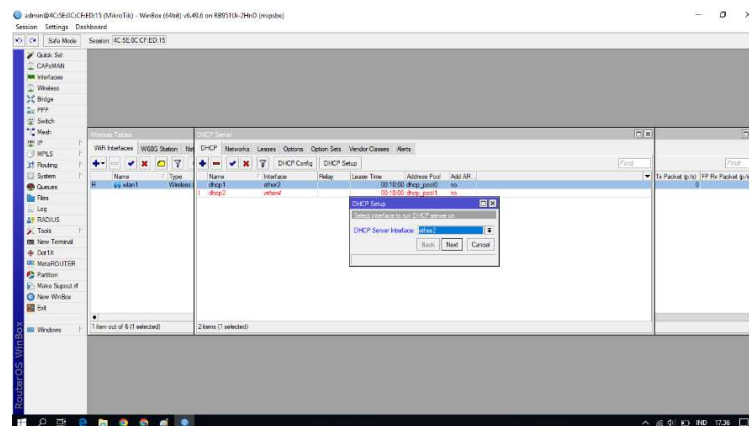 admin@4C:5E:0C:CF:ED:15 (MikroTik) - WinBox (64bit) v6.49.6 on RB951Ui-2HnD (mipsbe)
Session Settings Dashboard
Safe Mode Session: 4C:5E:0C:CF:ED:15
Quick Set
CAPsMAN
Interfaces
Wireless
Bridge
PPP
Switch
Mesh
IP
MPLS
Routing
System
Queues
Files
Log
RADIUS
Tools
New Terminal
Dot1X
MetaROUTER
Partition
Make Supout.rif
New WinBox
Exit
Windows
RouterOS WinBox
Wireless Tables
WiFi Interfaces W60G Station
Name Type
R wlan1 Wireless
1 item out of 6 (1 selected)
DHCP Server
DHCP Networks Leases Options Option Sets Vendor Classes Alerts
DHCP Config DHCP Setup Find
Name Interface Relay Lease Time Address Pool Add AR...
dhcp1 ether2 00:10:00 dhcp_pool0 no
I dhcp2 ether4 00:10:00 dhcp_pool1 no
2 items (1 selected)
DHCP Setup
Select interface to run DHCP server on
DHCP Server Interface: ether2
Back Next Cancel
Find
Tx Packet (p/s) FP Rx Packet (p/s
0
IND 17.36